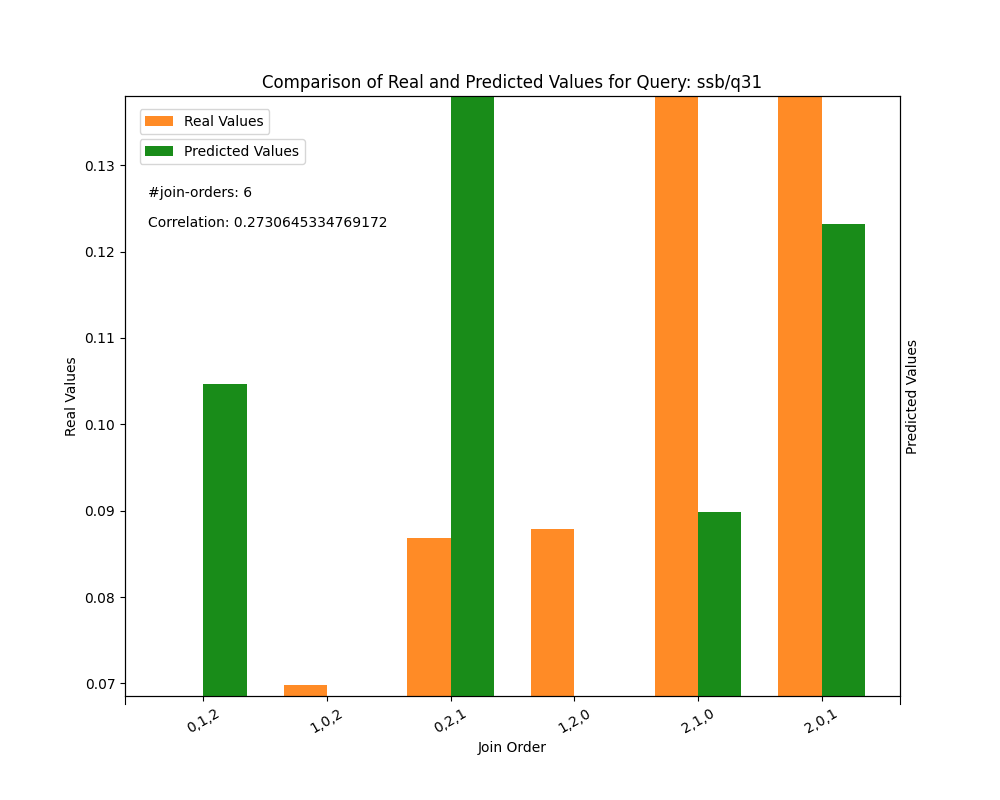 Comparison of Real and Predicted Values for Query: ssb/q31
Real Values
Predicted Values
#join-orders: 6
Correlation: 0.2730645334769172
0.13
0.12
0.11
0.10
0.09
0.08
0.07
Real Values
Predicted Values
0,1,2
1,0,2
0,2,1
1,2,0
2,1,0
2,0,1
Join Order